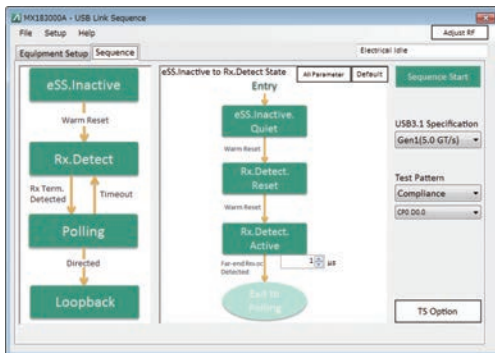 MX183000A - USB Link Sequence
File Setup Help
Adjust RF
Equipment Setup
Sequence
Electrical Idle
eSS.Inactive
Warm Reset
Rx.Detect
Rx Term.
Detected
Timeout
Polling
Directed
Loopback
eSS.Inactive to Rx.Detect State
All Parameter
Default
Entry
eSS.Inactive.
Quiet
Warm Reset
Rx.Detect.
Reset
Warm Reset
Rx.Detect.
Active
Far-end
Detected
1 µs
Exit to
Polling
Sequence Start
USB3.1 Specification
Gen1(5.0 GT/s)
Test Pattern
Compliance
CP0 D0.0
TS Option